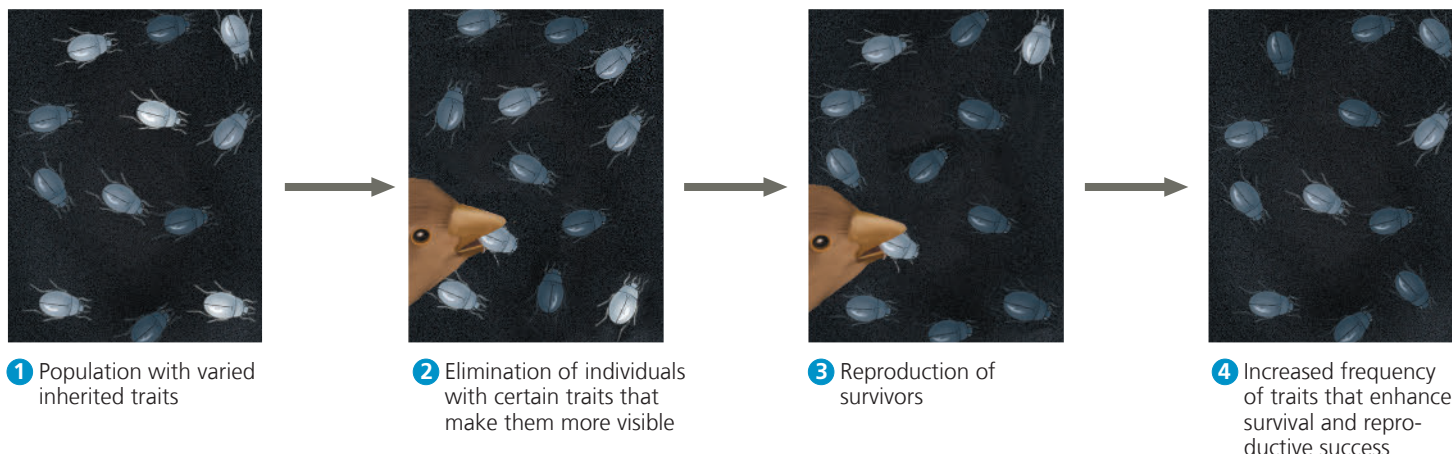 1 Population with varied
inherited traits
2 Elimination of individuals
with certain traits that
make them more visible
3 Reproduction of
survivors
4 Increased frequency
of traits that enhance
survival and repro-
ductive success